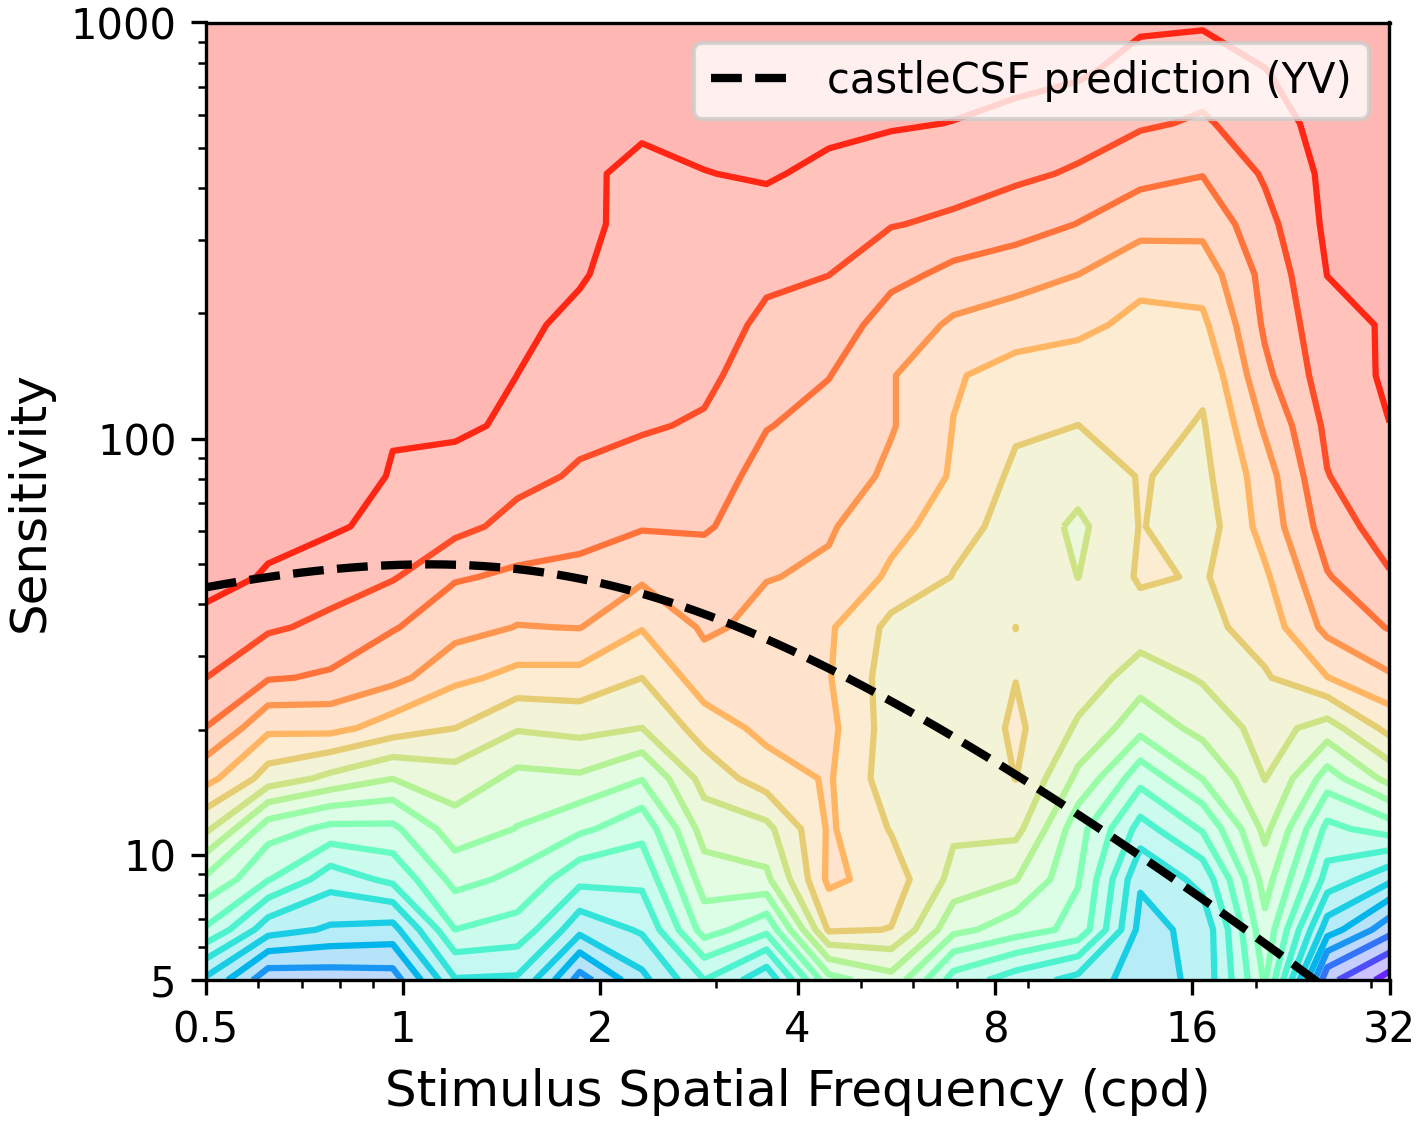 1000
castleCSF prediction (YV)
100
Sensitivity
10
5
0.5 1 2 4 8 16 32
Stimulus Spatial Frequency (cpd)